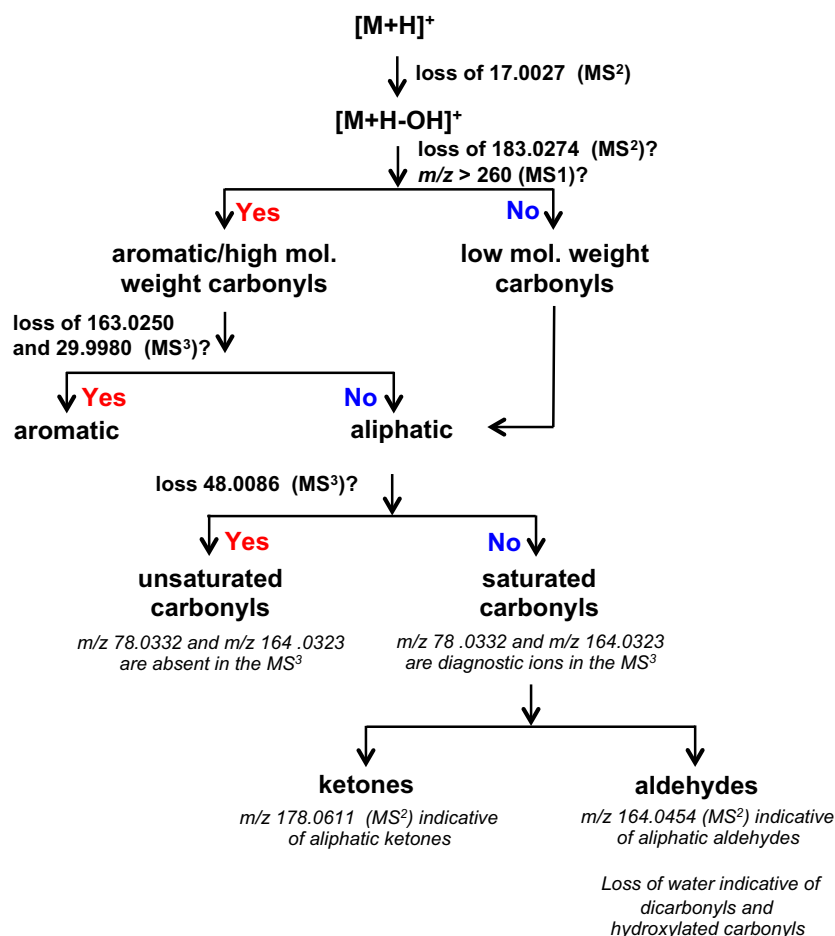 [M+H]⁺
loss of 17.0027 (MS²)
[M+H-OH]⁺
loss of 183.0274 (MS²)?
m/z > 260 (MS1)?
Yes
No
aromatic/high mol.
weight carbonyls
low mol. weight
carbonyls
loss of 163.0250
and 29.9980 (MS³)?
Yes
No
aromatic
aliphatic
loss 48.0086 (MS³)?
Yes
No
unsaturated
carbonyls
m/z 78.0332 and m/z 164 .0323
are absent in the MS³
saturated
carbonyls
m/z 78 .0332 and m/z 164.0323
are diagnostic ions in the MS³
ketones
m/z 178.0611 (MS²) indicative
of aliphatic ketones
aldehydes
m/z 164.0454 (MS²) indicative
of aliphatic aldehydes
Loss of water indicative of
dicarbonyls and
hydroxylated carbonyls